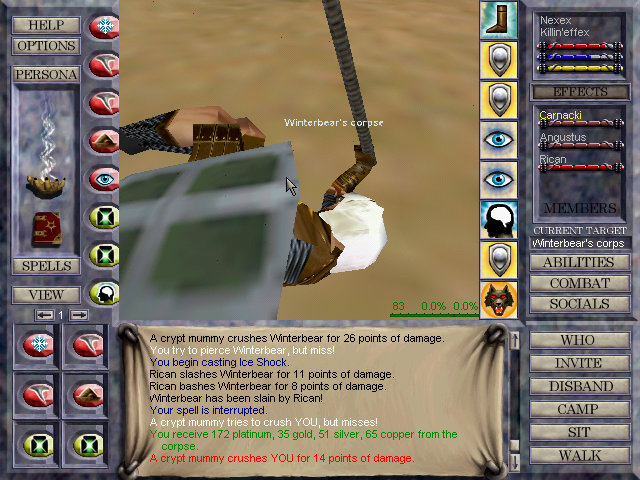 HELP
OPTIONS
PERSONA
SPELLS
VIEW
1
Winterbear's corpse
83 0.0% 0.0%
Nexex
Killin'effex
EFFECTS
Carnacki
Angustus
Rican
MEMBERS
CURRENT TARGET
Winterbear's corps
ABILITIES
COMBAT
SOCIALS
A crypt mummy crushes Winterbear for 26 points of damage.
You try to pierce Winterbear, but miss!
You begin casting Ice Shock.
Rican slashes Winterbear for 11 points of damage.
Rican bashes Winterbear for 8 points of damage.
Winterbear has been slain by Rican!
Your spell is interrupted.
A crypt mummy tries to crush YOU, but misses!
You receive 172 platinum, 35 gold, 51 silver, 65 copper from the
corpse.
A crypt mummy crushes YOU for 14 points of damage.
WHO
INVITE
DISBAND
CAMP
SIT
WALK